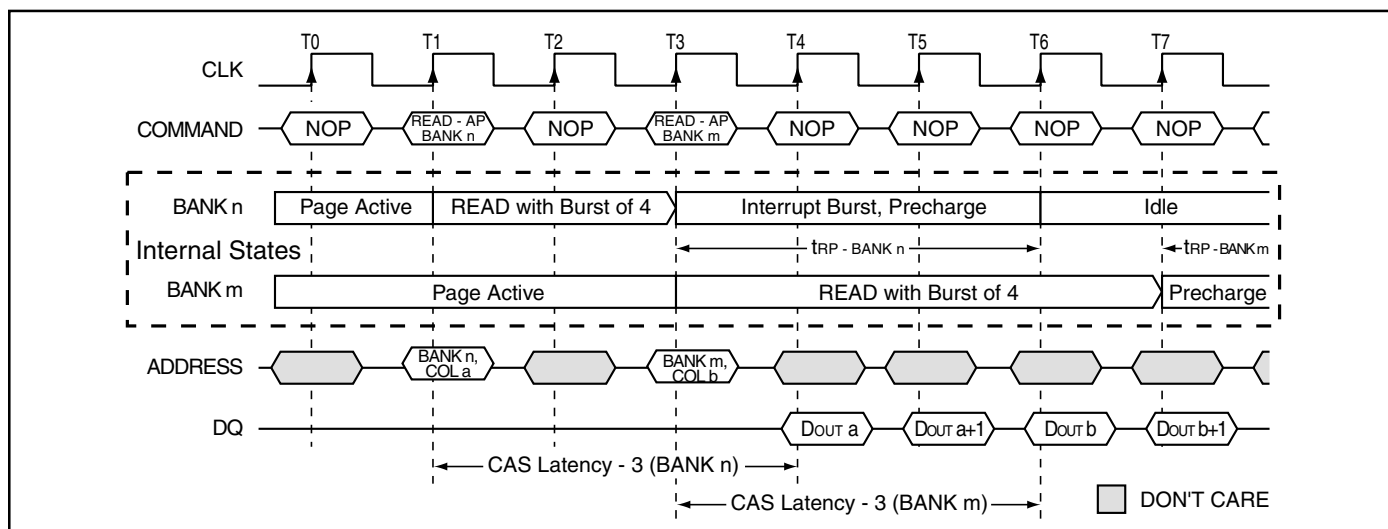 T0 T1 T2 T3 T4 T5 T6 T7
CLK
COMMAND NOP READ - AP BANK n NOP READ - AP BANK m NOP NOP NOP NOP
BANK n Page Active READ with Burst of 4 Interrupt Burst, Precharge Idle
Internal States tRP - BANK n tRP - BANK m
BANK m Page Active READ with Burst of 4 Precharge
ADDRESS BANK n, COL a BANK m, COL b
DQ DOUT a DOUT a+1 DOUT b DOUT b+1
CAS Latency - 3 (BANK n)
CAS Latency - 3 (BANK m) DON'T CARE